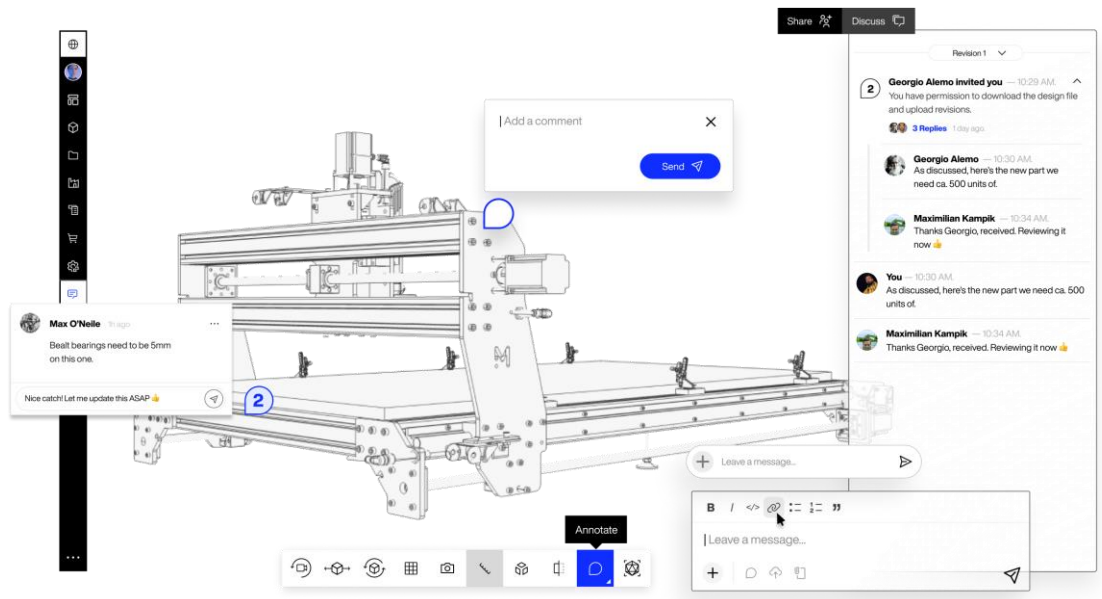 Share
Discuss
Revision 1
2
Georgio Alemo invited you — 10:29 AM.
You have permission to download the design file
and upload revisions.
3 Replies 1 day ago.
Georgio Alemo — 10:30 AM.
As discussed, here's the new part we
need ca. 500 units of.
Maximilian Kampik — 10:34 AM.
Thanks Georgio, received. Reviewing it
now 👍
You — 10:30 AM.
As discussed, here's the new part we need ca. 500
units of.
Maximilian Kampik — 10:34 AM.
Thanks Georgio, received. Reviewing it now 👍
Add a comment
Send
Max O'Neile 1h ago
Bealt bearings need to be 5mm
on this one.
Nice catch! Let me update this ASAP 👍
2
M
Leave a message...
B I </>
Leave a message...
Annotate